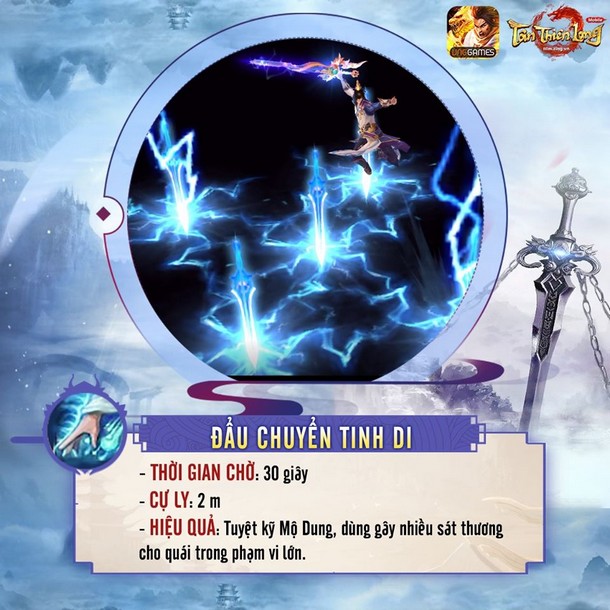 VNGGAMES
Tân Thiên Long
Mobile
ĐẨU CHUYỂN TINH DI
- THỜI GIAN CHỜ: 30 giây
- CỰ LY: 2 m
- HIỆU QUẢ: Tuyệt kỹ Mộ Dung, dùng gây nhiều sát thương
cho quái trong phạm vi lớn.